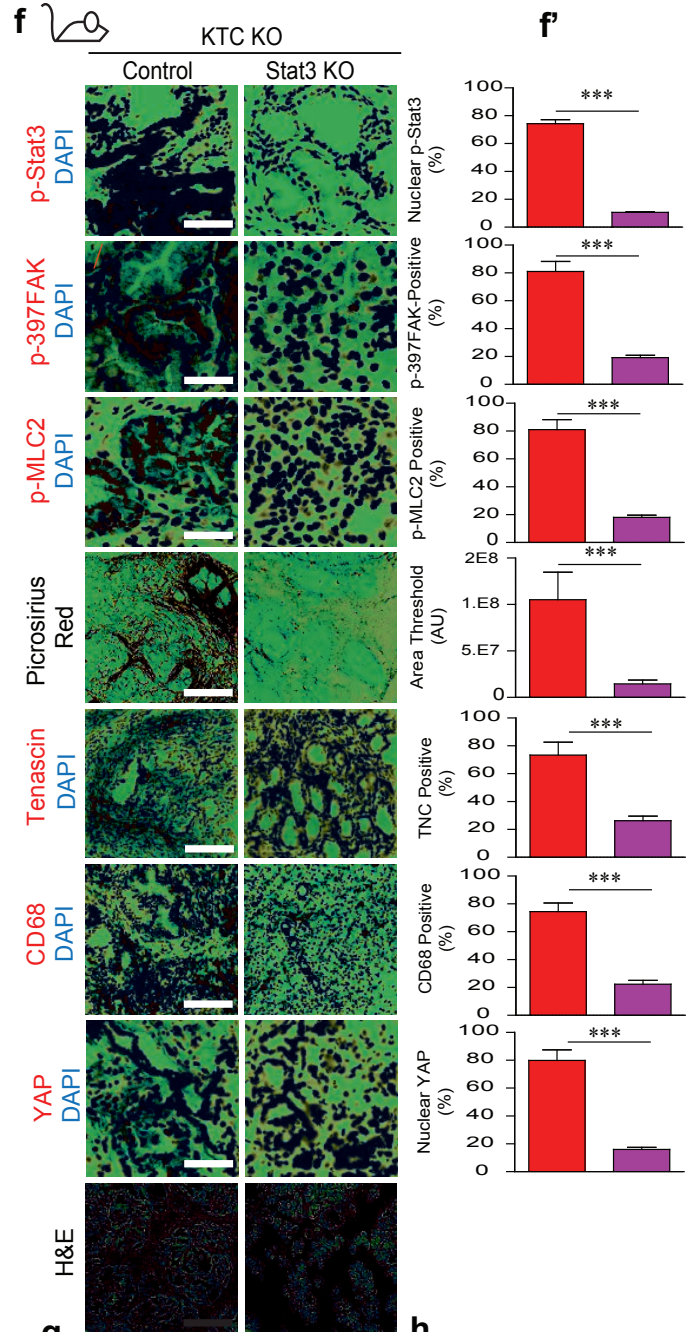 f
f’
KTC KO
Control
Stat3 KO
p-Stat3
DAPI
Nuclear p-Stat3
(%)
100
80
60
40
20
0
***
p-397FAK
DAPI
p-397FAK-Positive
(%)
100
80
60
40
20
0
***
p-MLC2
DAPI
p-MLC2 Positive
(%)
100
80
60
40
20
0
***
Picrosirius
Red
Area Threshold
(AU)
2E8
1.E8
5.E7
0
***
Tenascin
DAPI
TNC Positive
(%)
100
80
60
40
20
0
***
CD68
DAPI
CD68 Positive
(%)
100
80
60
40
20
0
***
YAP
DAPI
Nuclear YAP
(%)
100
80
60
40
20
0
***
H&E
g
h